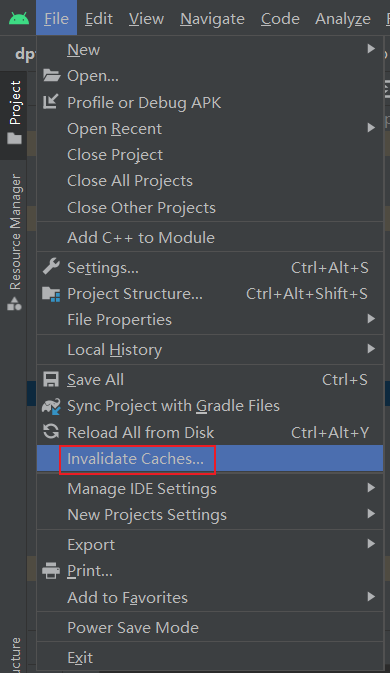 File Edit View Navigate Code Analyze
dp
New
Open...
Profile or Debug APK
Open Recent
Close Project
Close All Projects
Close Other Projects
Add C++ to Module
Settings... Ctrl+Alt+S
Project Structure... Ctrl+Alt+Shift+S
File Properties
Local History
Save All Ctrl+S
Sync Project with Gradle Files
Reload All from Disk Ctrl+Alt+Y
Invalidate Caches...
Manage IDE Settings
New Projects Settings
Export
Print...
Add to Favorites
Power Save Mode
Exit
Project
Resource Manager
ucture